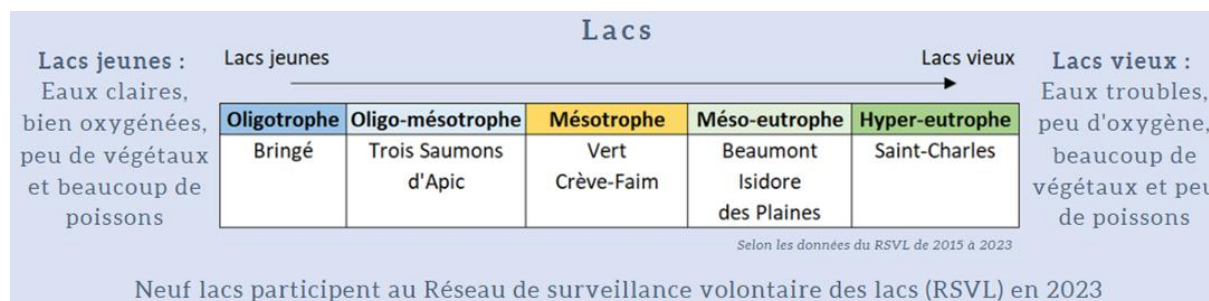 Lacs
Lacs jeunes :
Eaux claires,
bien oxygénées,
peu de végétaux
et beaucoup de
poissons
Lacs jeunes
Lacs vieux
Oligotrophe Oligo-mésotrophe Mésotrophe Méso-eutrophe Hyper-eutrophe
Bringé Trois Saumons Vert Beaumont Saint-Charles
d'Apic Crève-Faim Isidore
des Plaines
Selon les données du RSVL de 2015 à 2023
Lacs vieux :
Eaux troubles,
peu d'oxygène,
beaucoup de
végétaux et peu
de poissons
Neuf lacs participent au Réseau de surveillance volontaire des lacs (RSVL) en 2023